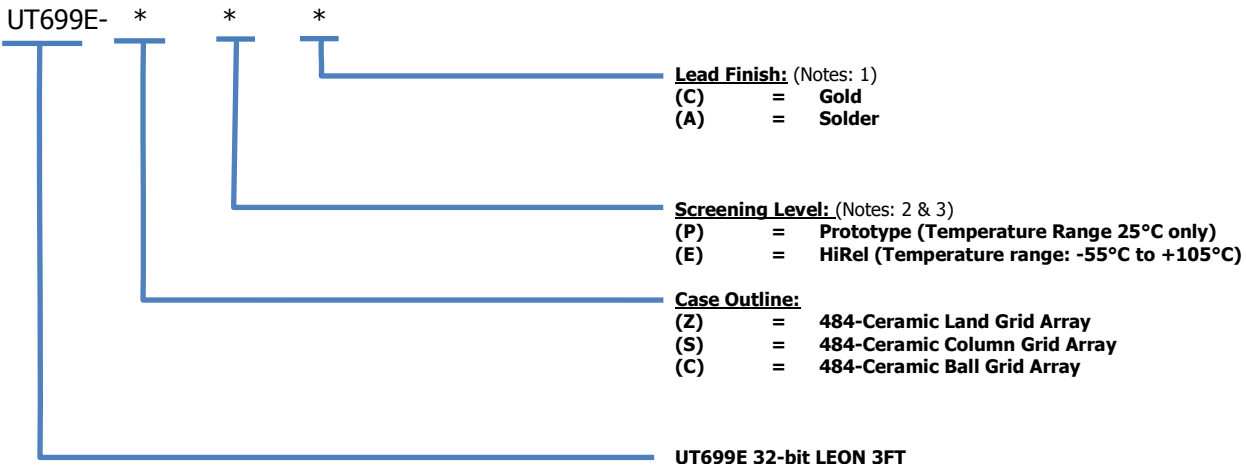 UT699E- * * *
Lead Finish: (Notes: 1)
(C) = Gold
(A) = Solder
Screening Level: (Notes: 2 & 3)
(P) = Prototype (Temperature Range 25°C only)
(E) = HiRel (Temperature range: -55°C to +105°C)
Case Outline:
(Z) = 484-Ceramic Land Grid Array
(S) = 484-Ceramic Column Grid Array
(C) = 484-Ceramic Ball Grid Array
UT699E 32-bit LEON 3FT